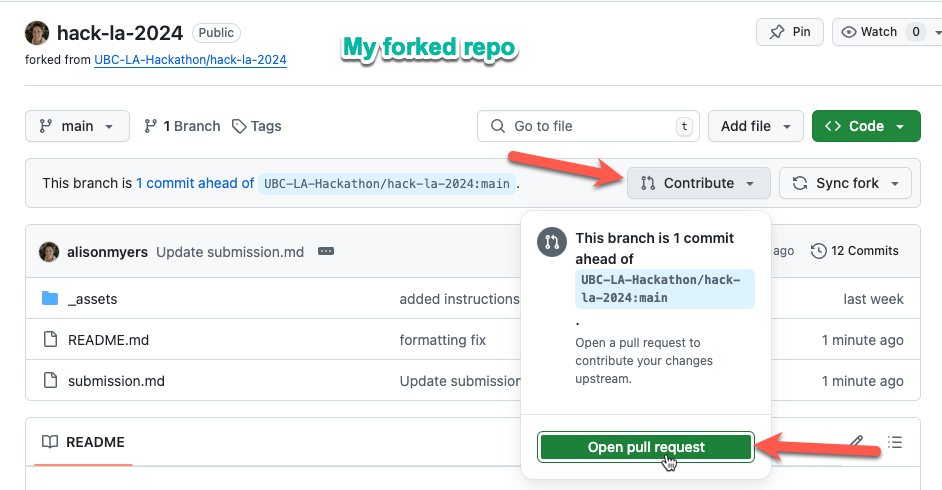 hack-la-2024 Public
Pin
Watch 0
forked from UBC-LA-Hackathon/hack-la-2024
My forked repo
main
1 Branch
Tags
Go to file
t
Add file
<> Code
This branch is 1 commit ahead of UBC-LA-Hackathon/hack-la-2024:main .
Contribute
Sync fork
This branch is 1 commit
ahead of
UBC-LA-Hackathon/hack-
la-2024:main
.
Open a pull request to
contribute your changes
upstream.
Open pull request
alisonmyers Update submission.md
ago
12 Commits
_assets
added instructions
last week
README.md
formatting fix
1 minute ago
submission.md
Update submission
1 minute ago
README